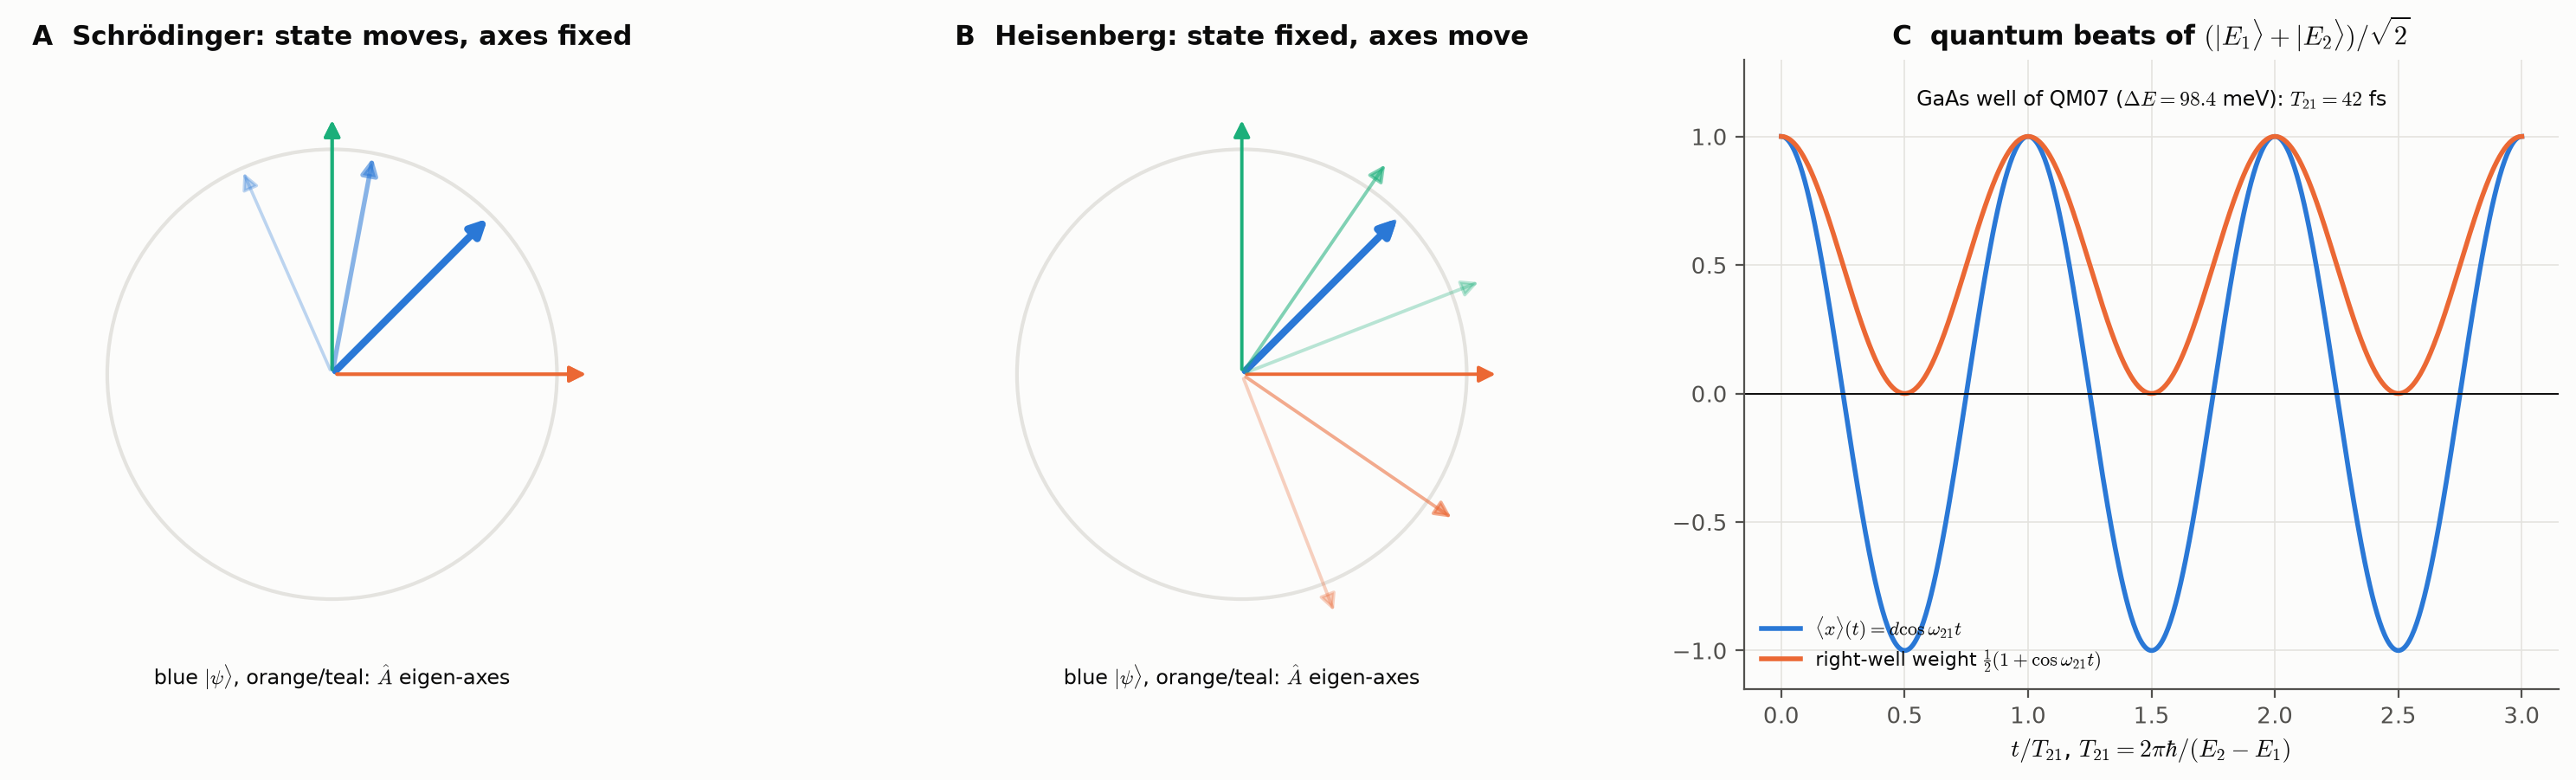 A Schrödinger: state moves, axes fixed
blue |ψ⟩, orange/teal: Â eigen-axes
B Heisenberg: state fixed, axes move
blue |ψ⟩, orange/teal: Â eigen-axes
C quantum beats of (|E₁⟩ + |E₂⟩)/√2
GaAs well of QM07 (ΔE = 98.4 meV): T₂₁ = 42 fs
1.0
0.5
0.0
−0.5
−1.0
⟨x⟩(t) = dcos ω₂₁t
right-well weight ½(1 + cos ω₂₁t)
0.0 0.5 1.0 1.5 2.0 2.5 3.0
t/T₂₁, T₂₁ = 2πħ/(E₂ − E₁)